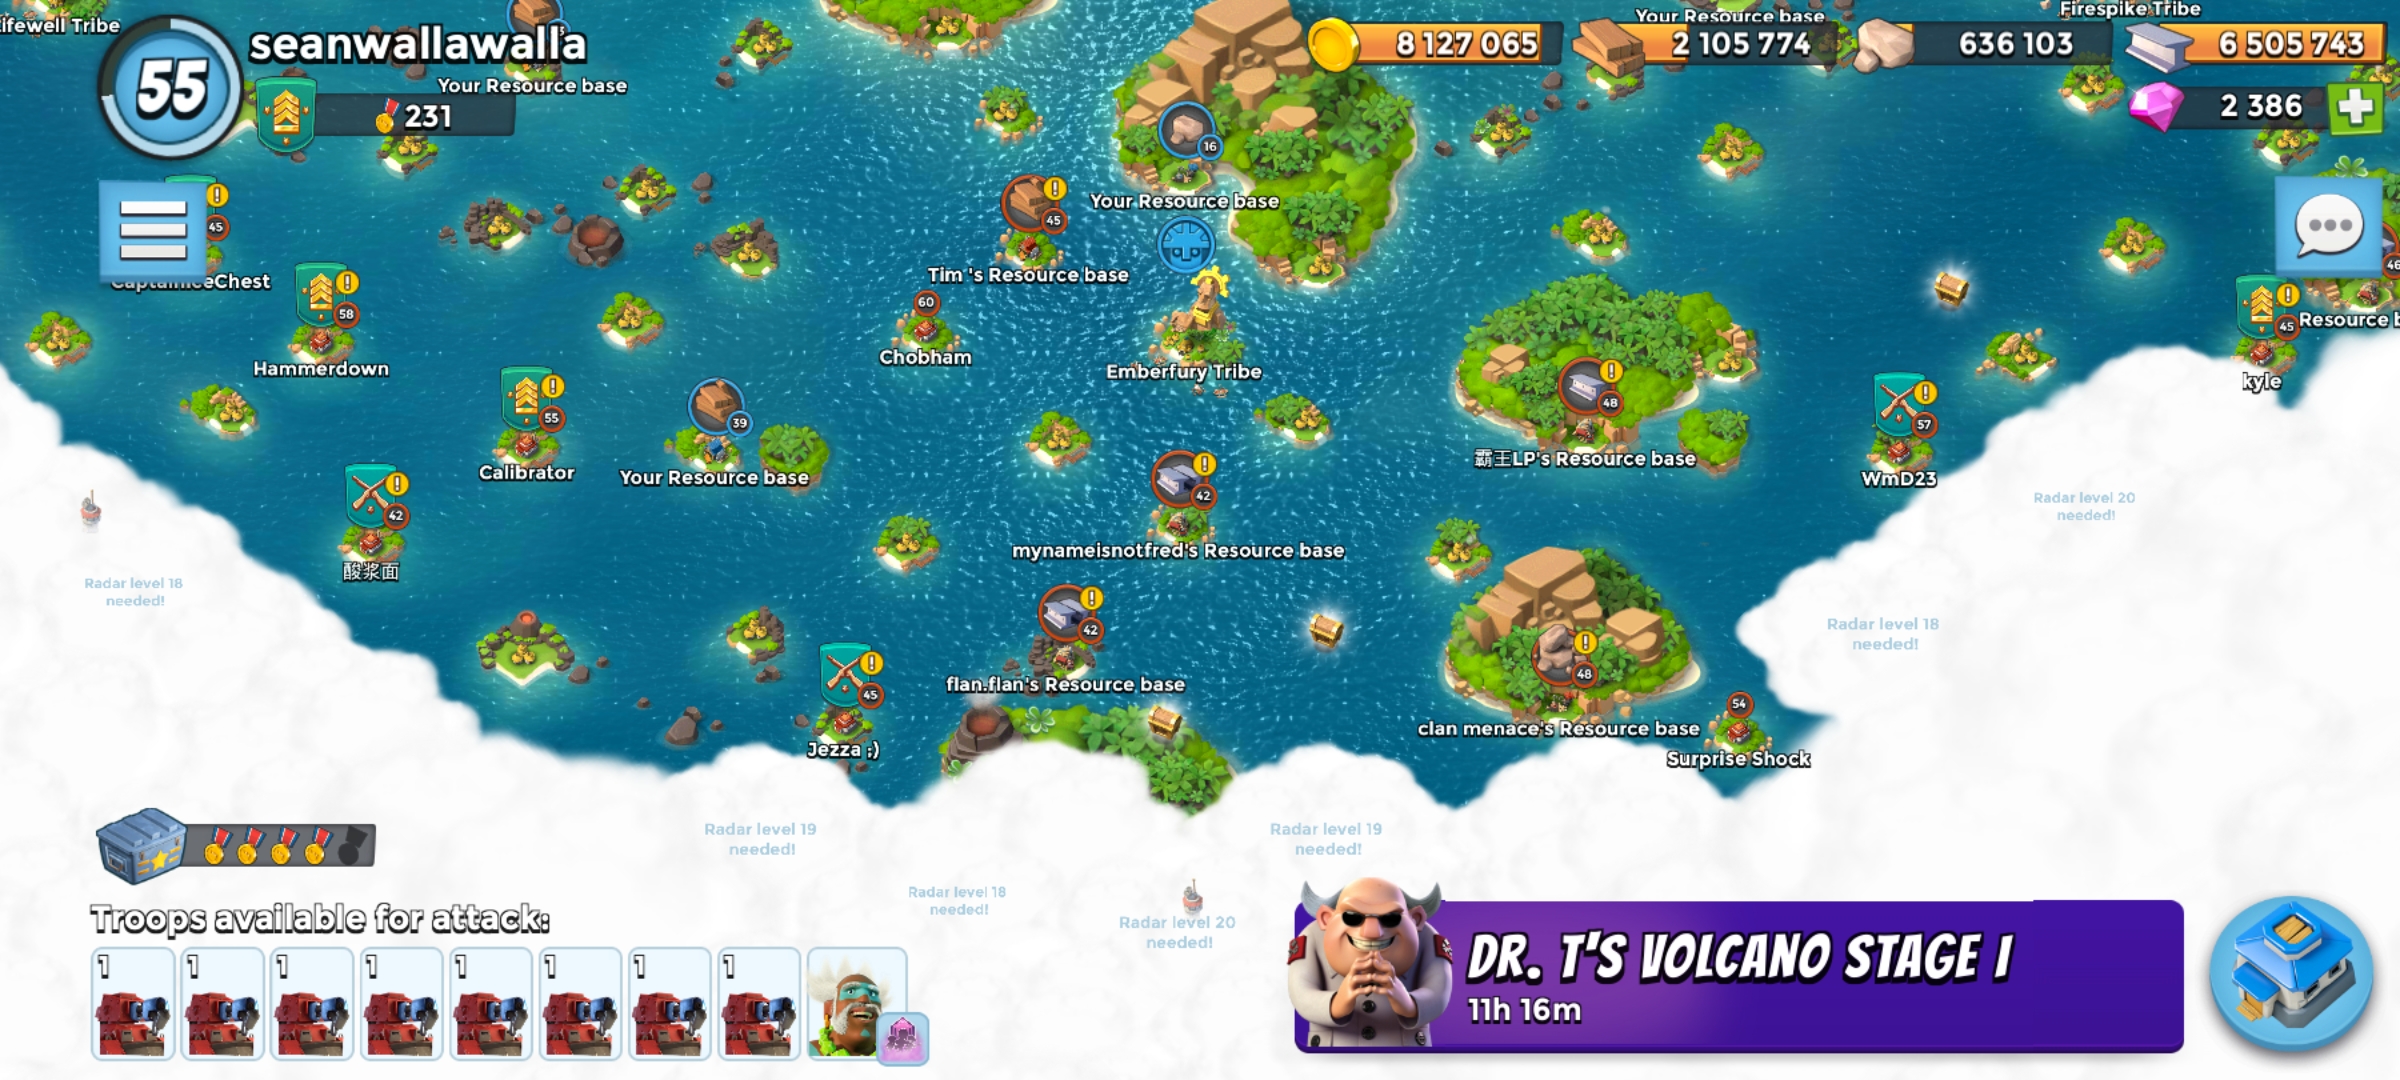 ifewell Tribe
seanwallawalla
55
Your Resource base
231
Your Resource base
Firespike Tribe
8 127 065
2 105 774
636 103
6 505 743
2 386
16
Your Resource base
!
45
Tim 's Resource base
!
45
eChest
!
58
Hammerdown
60
Chobham
Emberfury Tribe
46
!
45
Resource b
kyle
!
55
Calibrator
39
Your Resource base
!
48
霸王LP's Resource base
!
57
WmD23
!
42
酸浆面
!
42
mynameisnotfred's Resource base
Radar level 20
needed!
Radar level 18
needed!
!
42
flan.flan's Resource base
!
45
Jezza ;)
!
48
clan menace's Resource base
54
Surprise Shock
Radar level 18
needed!
Radar level 19
needed!
Radar level 19
needed!
Radar level 18
needed!
Radar level 20
needed!
Troops available for attack:
1
1
1
1
1
1
1
1
DR. T'S VOLCANO STAGE I
11h 16m